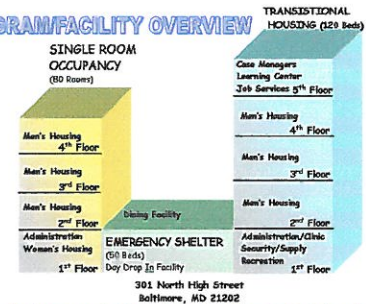 GRAM/FACILITY OVERVIEW
TRANSISTIONAL
HOUSING (120 Beds)
SINGLE ROOM
OCCUPANCY
(80 Rooms)
Men's Housing
4th Floor
Men's Housing
3rd Floor
Men's Housing
2nd Floor
Administration
Women's Housing
1st Floor
Dining Facility
EMERGENCY SHELTER
(50 Beds)
Day Drop In Facility
Case Managers
Learning Center
Job Services 5th Floor
Men's Housing
4th Floor
Men's Housing
3rd Floor
Men's Housing
2nd Floor
Administration/Clinic
Security/Supply
Recreation
1st Floor
301 North High Street
Baltimore, MD 21202